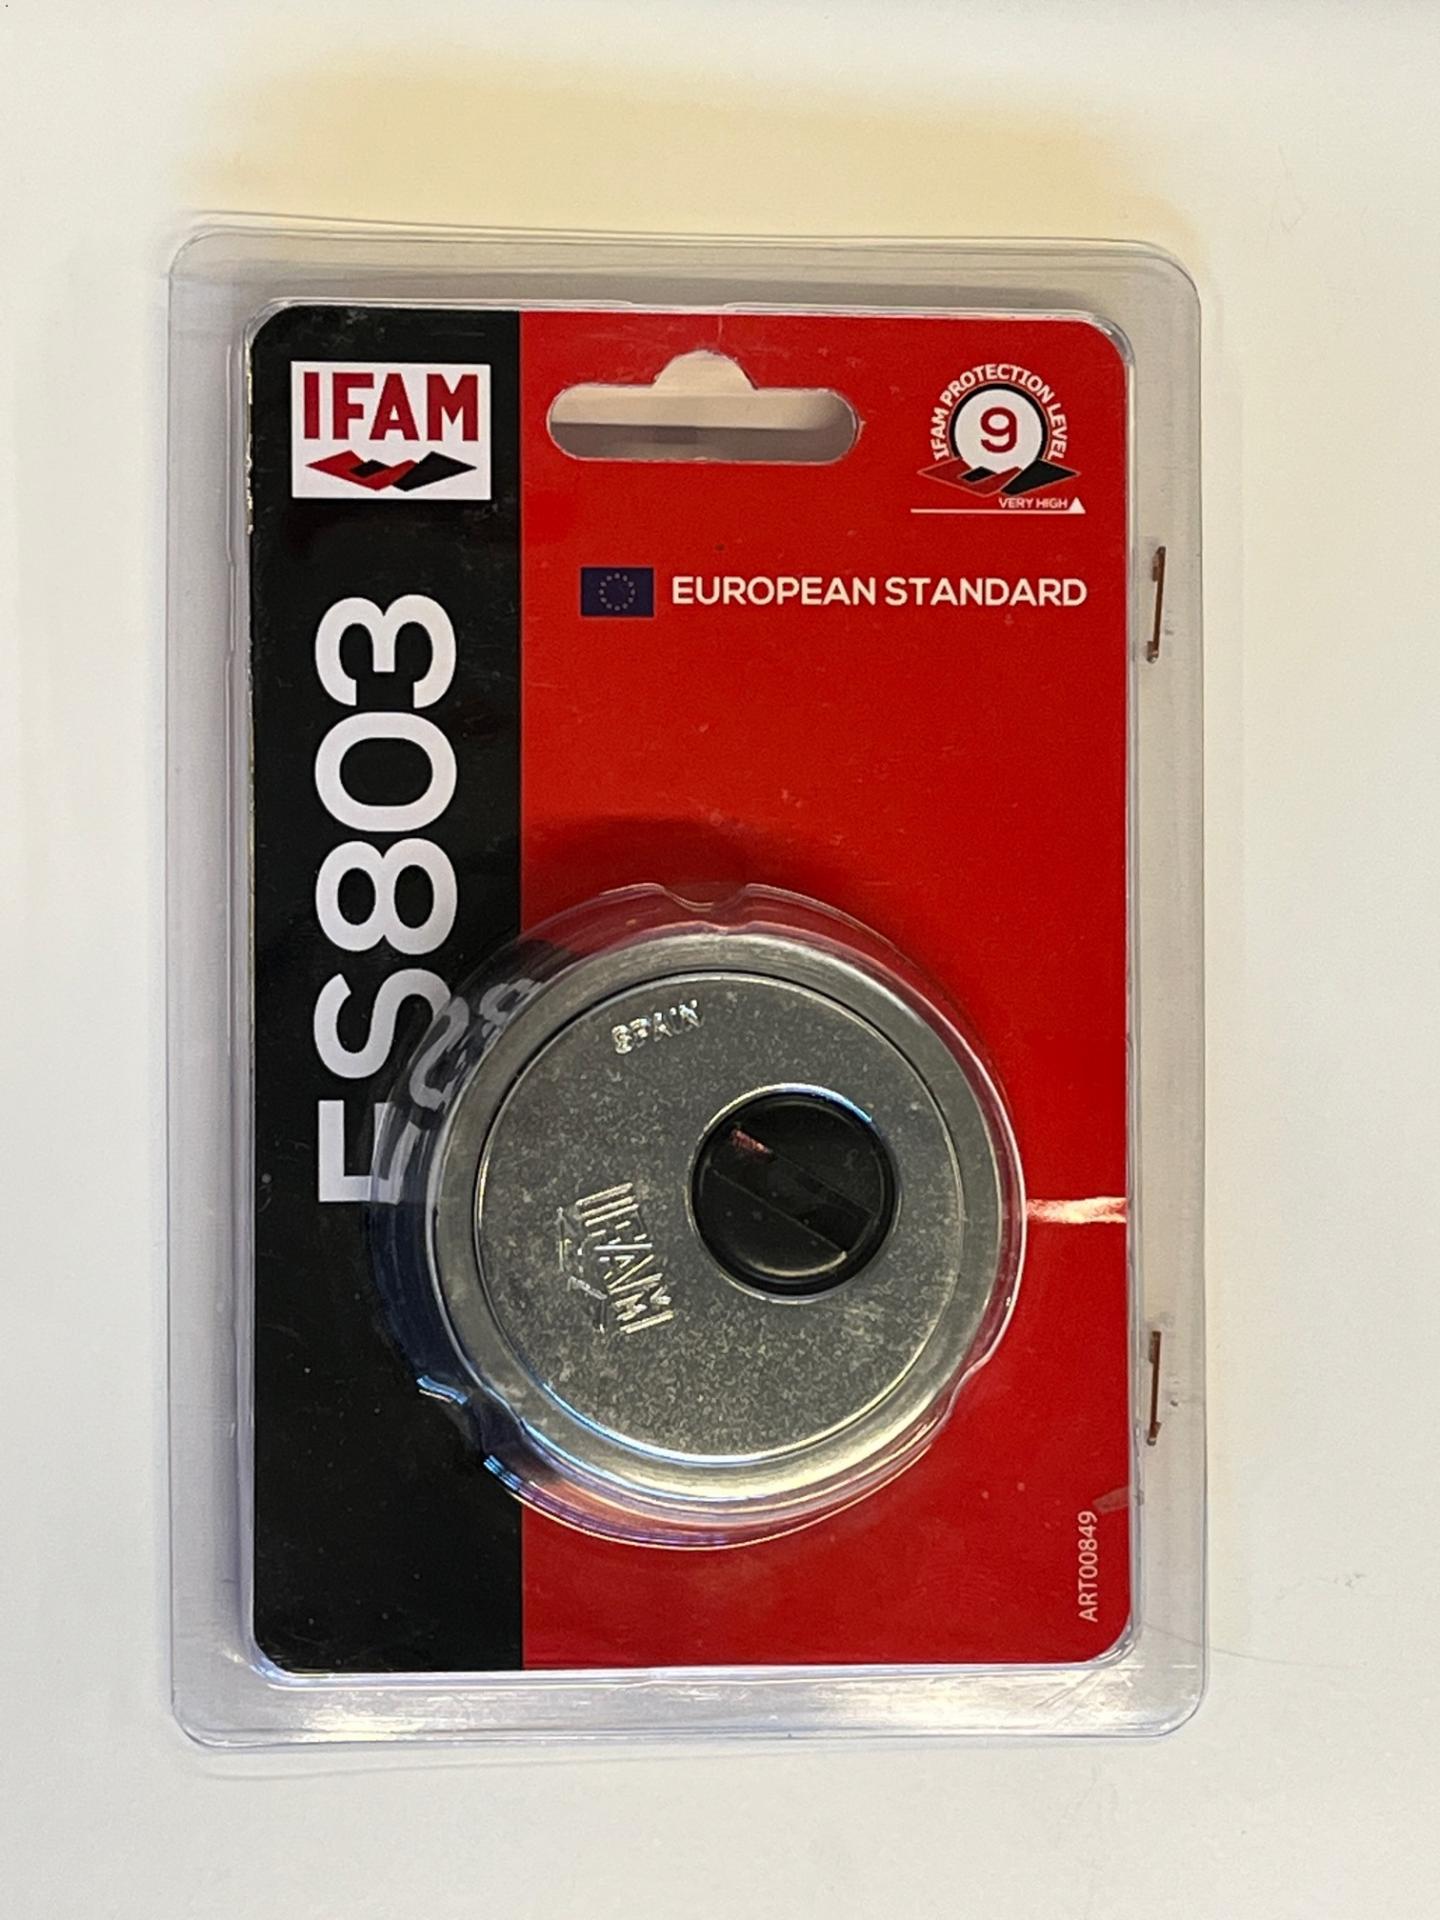 IFAM
IFAM PROTECTION LEVEL
9
VERY HIGH
EUROPEAN STANDARD
ES803
SPAIN
IFAM
ART00849